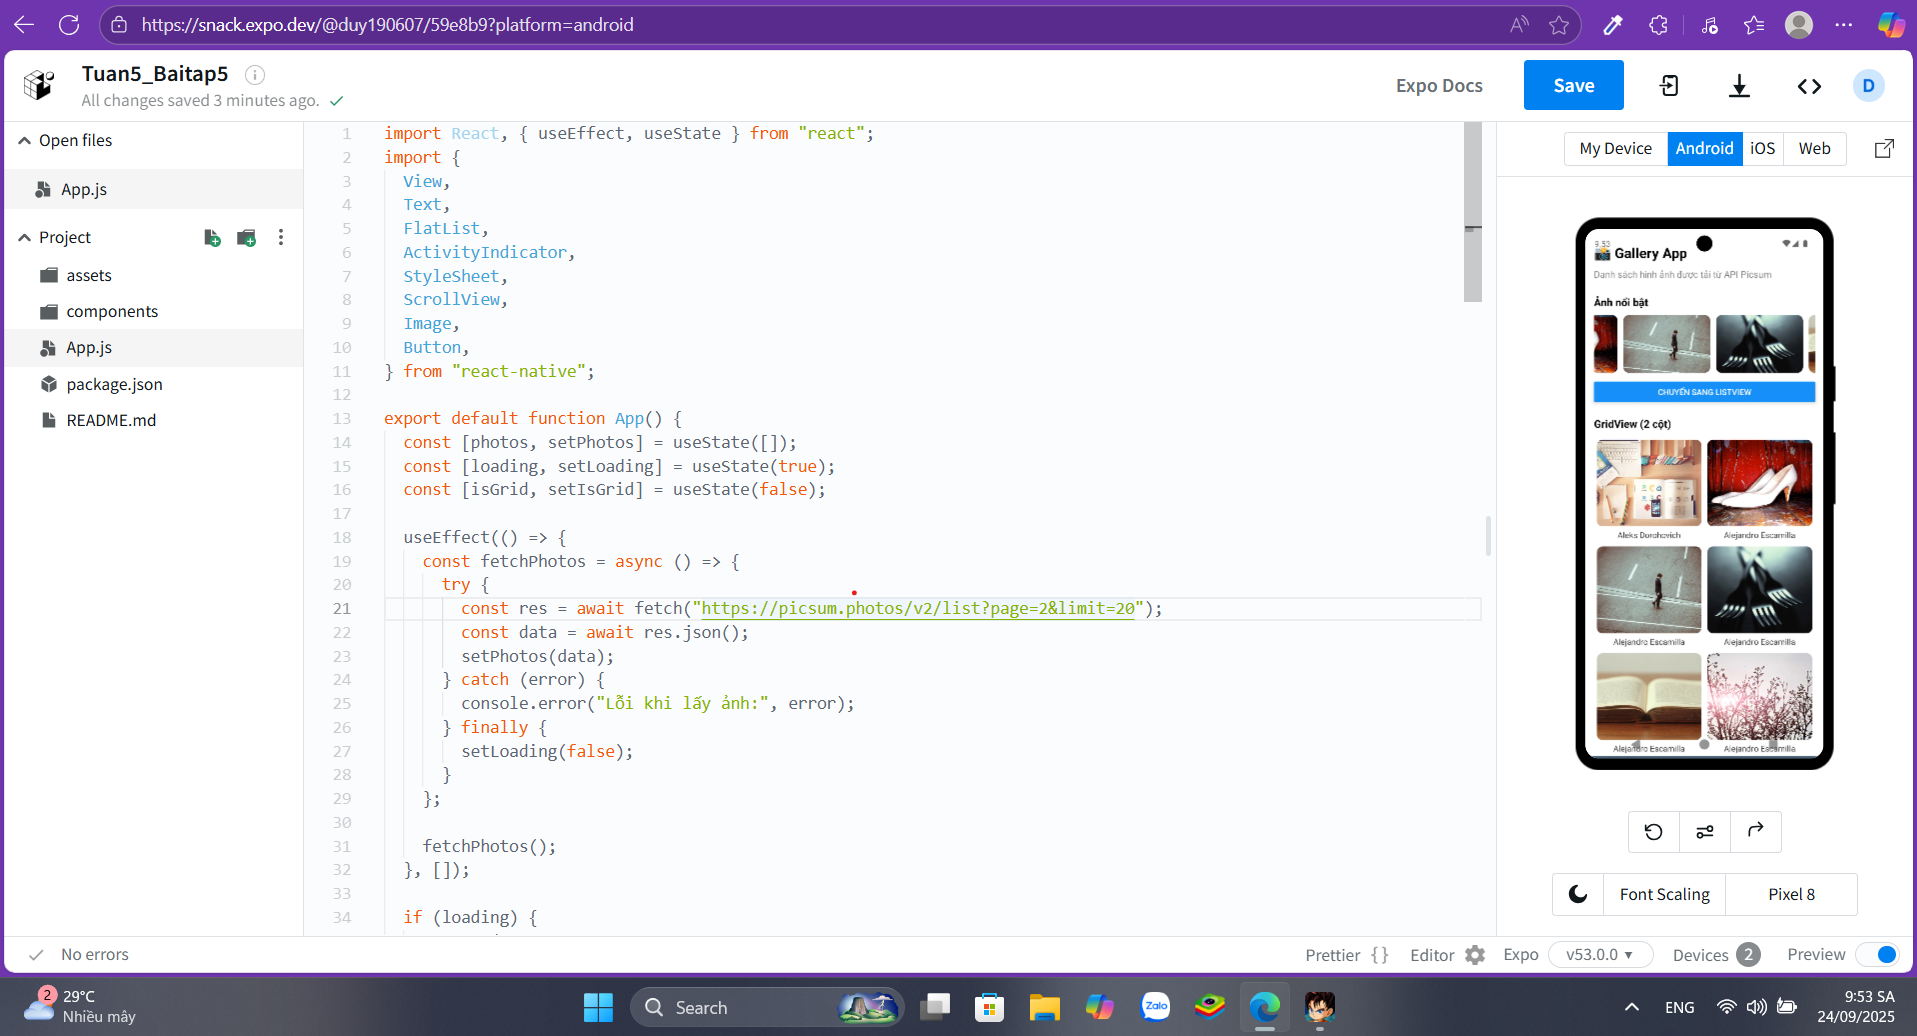 https://snack.expo.dev/@duy190607/59e8b9?platform=android
Tuan5_Baitap5
All changes saved 3 minutes ago.
Expo Docs
Save
D
Open files
App.js
Project
assets
components
App.js
package.json
README.md
1 import React, { useEffect, useState } from "react";
2 import {
3 View,
4 Text,
5 FlatList,
6 ActivityIndicator,
7 StyleSheet,
8 ScrollView,
9 Image,
10 Button,
11 } from "react-native";
12
13 export default function App() {
14 const [photos, setPhotos] = useState([]);
15 const [loading, setLoading] = useState(true);
16 const [isGrid, setIsGrid] = useState(false);
17
18 useEffect(() => {
19 const fetchPhotos = async () => {
20 try {
21 const res = await fetch("https://picsum.photos/v2/list?page=2&limit=20");
22 const data = await res.json();
23 setPhotos(data);
24 } catch (error) {
25 console.error("Lỗi khi lấy ảnh:", error);
26 } finally {
27 setLoading(false);
28 }
29 };
30
31 fetchPhotos();
32 }, []);
33
34 if (loading) {
My Device Android iOS Web
9:53
Gallery App
Danh sách hình ảnh được tải từ API Picsum
Ảnh nổi bật
CHUYỂN SANG LISTVIEW
GridView (2 cột)
Aleks Dorohovich Alejandro Escamilla
Alejandro Escamilla Alejandro Escamilla
Alejandro Escamilla Alejandro Escamilla
Font Scaling Pixel 8
No errors
Prettier { } Editor Expo v53.0.0 Devices 2 Preview
2
29°C
Nhiều mây
Search
Zalo
ENG
9:53 SA
24/09/2025